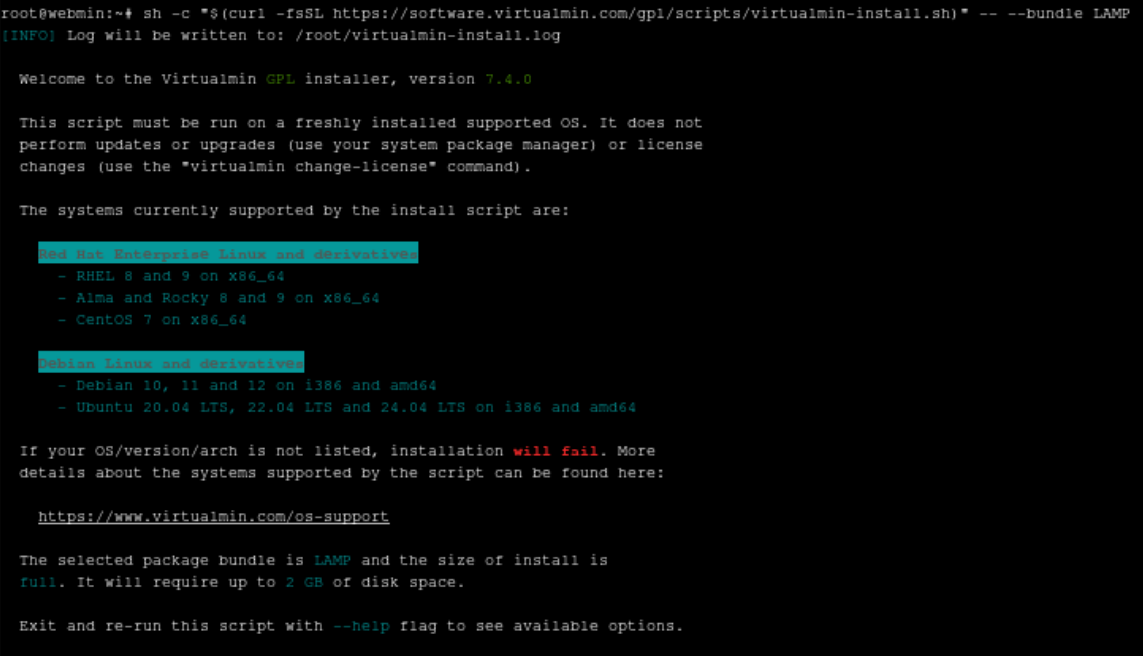 root@webmin:~# sh -c "$(curl -fsSL https://software.virtualmin.com/gpl/scripts/virtualmin-install.sh)" -- --bundle LAMP
[INFO] Log will be written to: /root/virtualmin-install.log
Welcome to the Virtualmin GPL installer, version 7.4.0
This script must be run on a freshly installed supported OS. It does not
perform updates or upgrades (use your system package manager) or license
changes (use the "virtualmin change-license" command).
The systems currently supported by the install script are:
Red Hat Enterprise Linux and derivatives
- RHEL 8 and 9 on x86_64
- Alma and Rocky 8 and 9 on x86_64
- CentOS 7 on x86_64
Debian Linux and derivatives
- Debian 10, 11 and 12 on i386 and amd64
- Ubuntu 20.04 LTS, 22.04 LTS and 24.04 LTS on i386 and amd64
If your OS/version/arch is not listed, installation will fail. More
details about the systems supported by the script can be found here:
https://www.virtualmin.com/os-support
The selected package bundle is LAMP and the size of install is
full. It will require up to 2 GB of disk space.
Exit and re-run this script with --help flag to see available options.